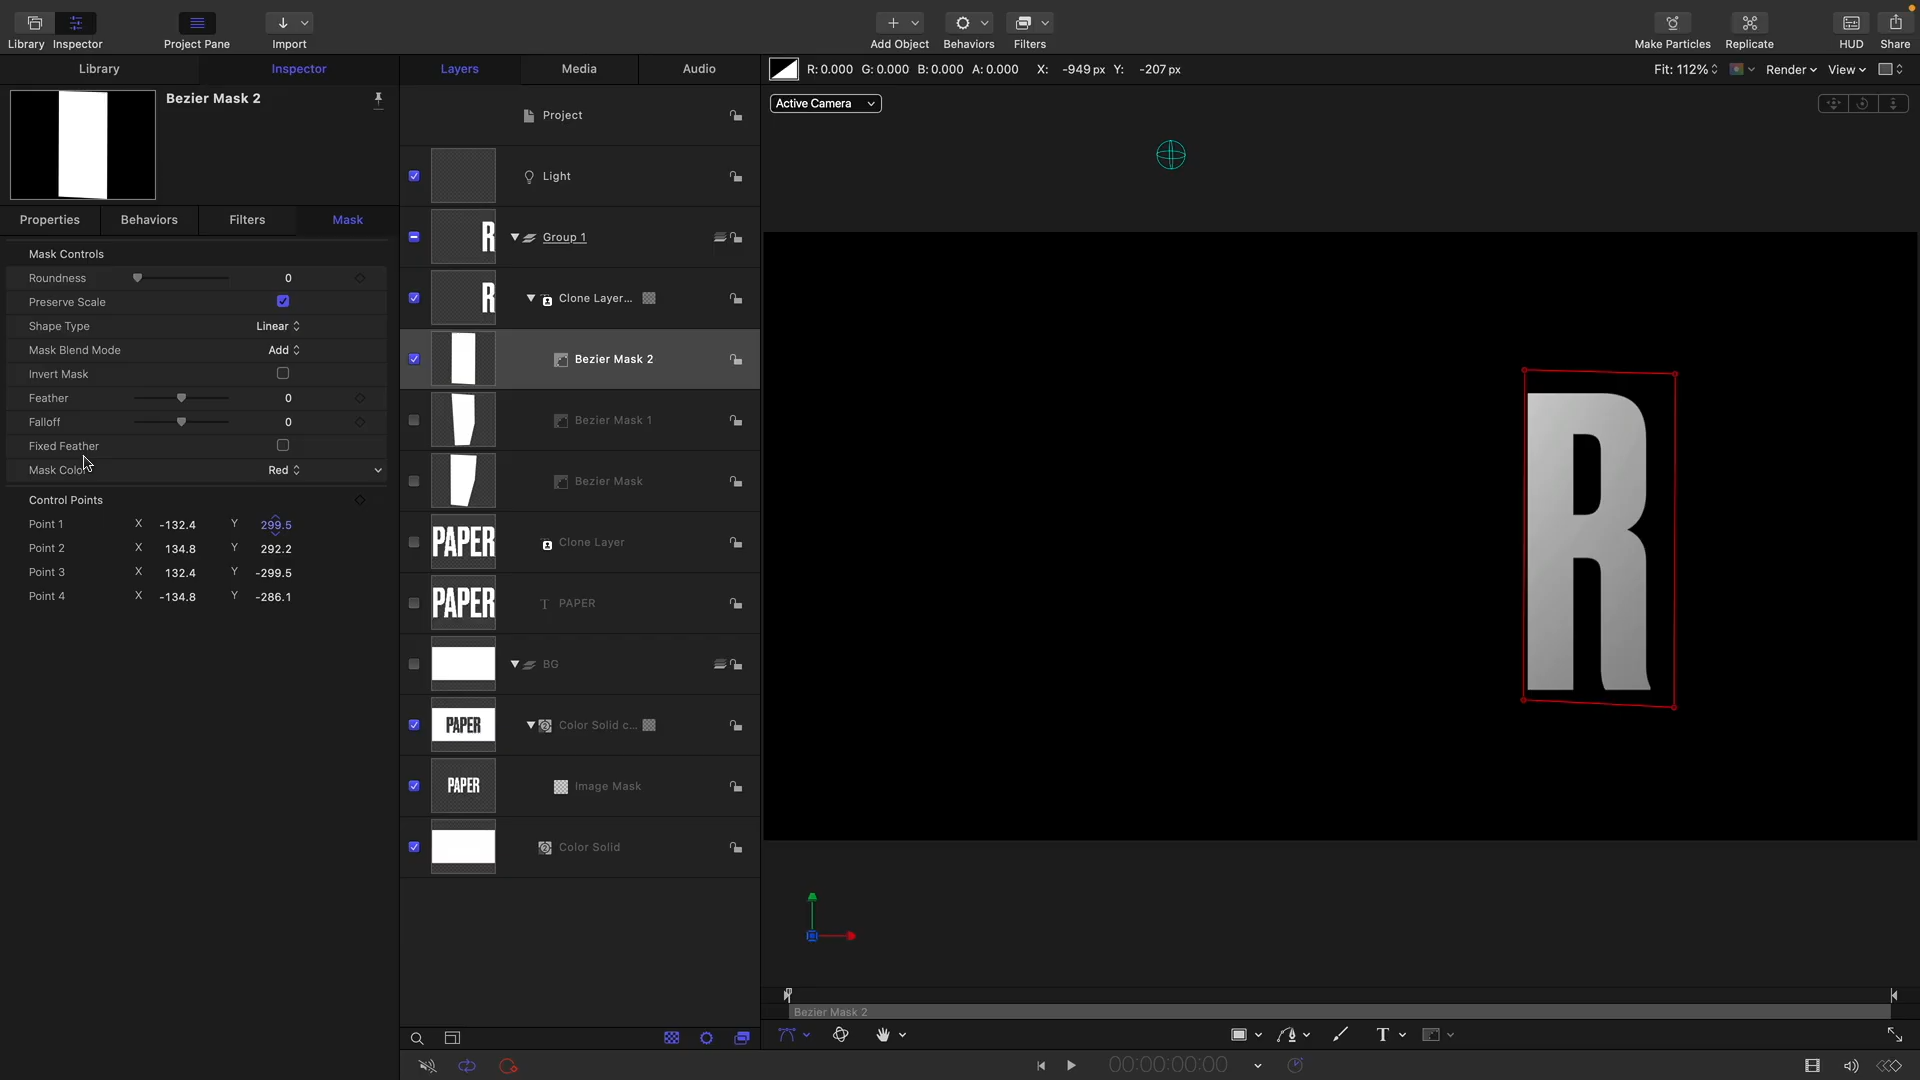 Library Inspector Project Pane Import Add Object Behaviors Filters Make Particles Replicate HUD Share
Library Inspector Layers Media Audio R: 0.000 G: 0.000 B: 0.000 A: 0.000 X: -949 px Y: -207 px Fit: 112% Render View
Bezier Mask 2
Active Camera
Project
Light
Properties Behaviors Filters Mask
R Group 1
Mask Controls
Roundness 0
Preserve Scale
R Clone Layer...
Shape Type Linear
Mask Blend Mode Add
Bezier Mask 2
Invert Mask
Feather 0
Falloff 0
Bezier Mask 1
Fixed Feather
Mask Color Red
Bezier Mask
Control Points
Point 1 X -132.4 Y 299.5
Point 2 X 134.8 Y 292.2
PAPER Clone Layer
Point 3 X 132.4 Y -299.5
Point 4 X -134.8 Y -286.1
PAPER T PAPER
R
BG
PAPER Color Solid c...
PAPER Image Mask
Color Solid
Bezier Mask 2
T
00:00:00:00